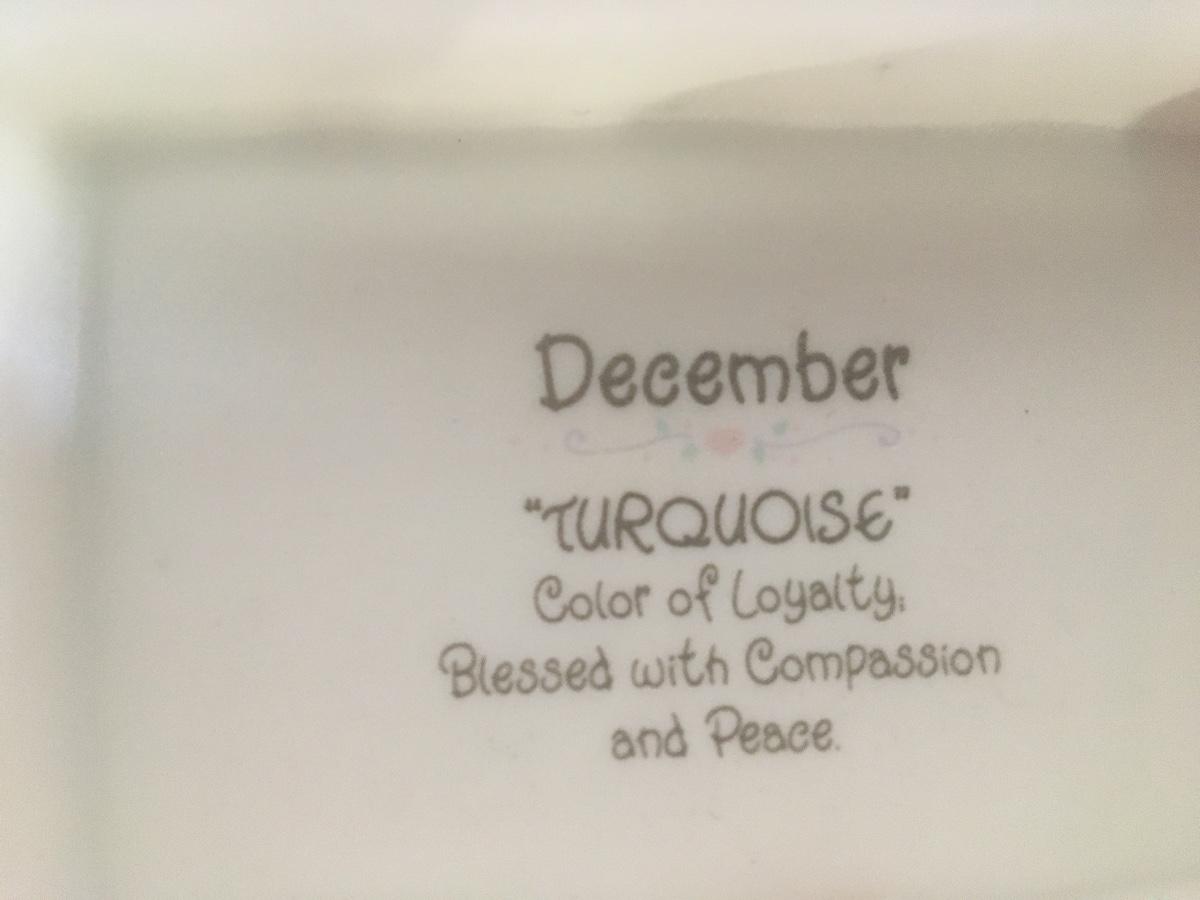 December
“TURQUOISE”
Color of Loyalty;
Blessed with Compassion
and Peace.